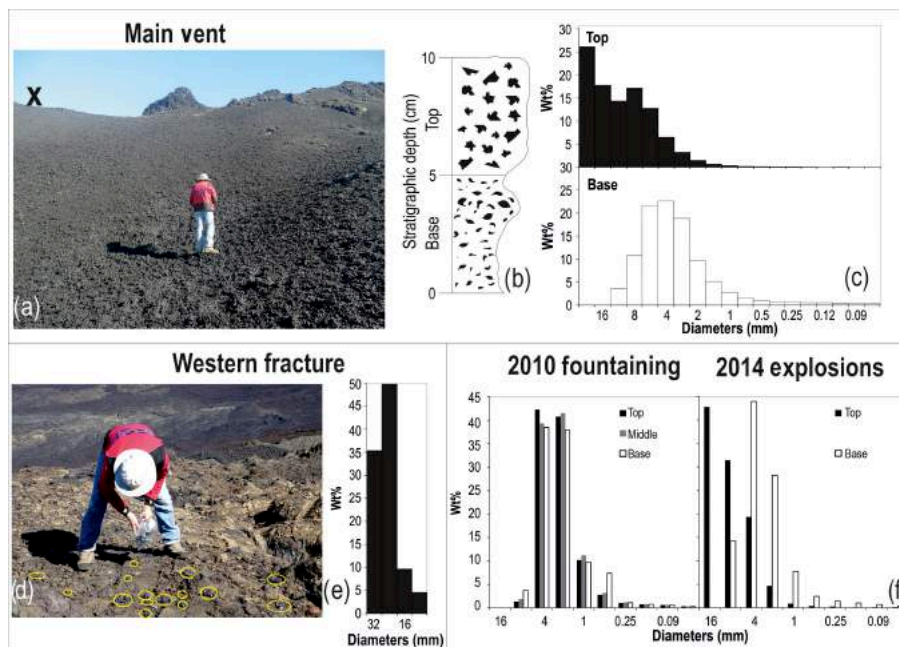 Main vent
X
(a)
Stratigraphic depth (cm)
Base
Top
10
5
0
(b)
Top
Wt%
30
25
20
15
10
5
30
Base
Wt%
25
20
15
10
5
0
16 8 4 2 1 0.5 0.25 0.12 0.09
Diameters (mm)
(c)
Western fracture
(d)
Wt%
50
45
40
35
30
25
20
15
10
5
0
32 16
Diameters (mm)
(e)
2010 fountaining
Wt%
45
40
35
30
25
20
15
10
5
0
Top
Middle
Base
16 4 1 0.25 0.09
2014 explosions
Top
Base
16 4 1 0.25 0.09
Diameters (mm)
(f)